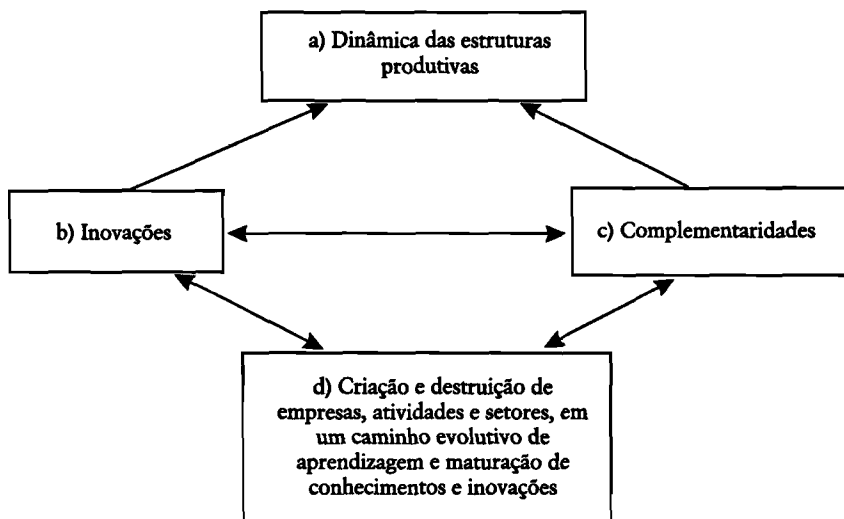 a) Dinâmica das estruturas
produtivas
b) Inovações
c) Complementaridades
d) Criação e destruição de
empresas, atividades e setores, em
um caminho evolutivo de
aprendizagem e maturação de
conhecimentos e inovações